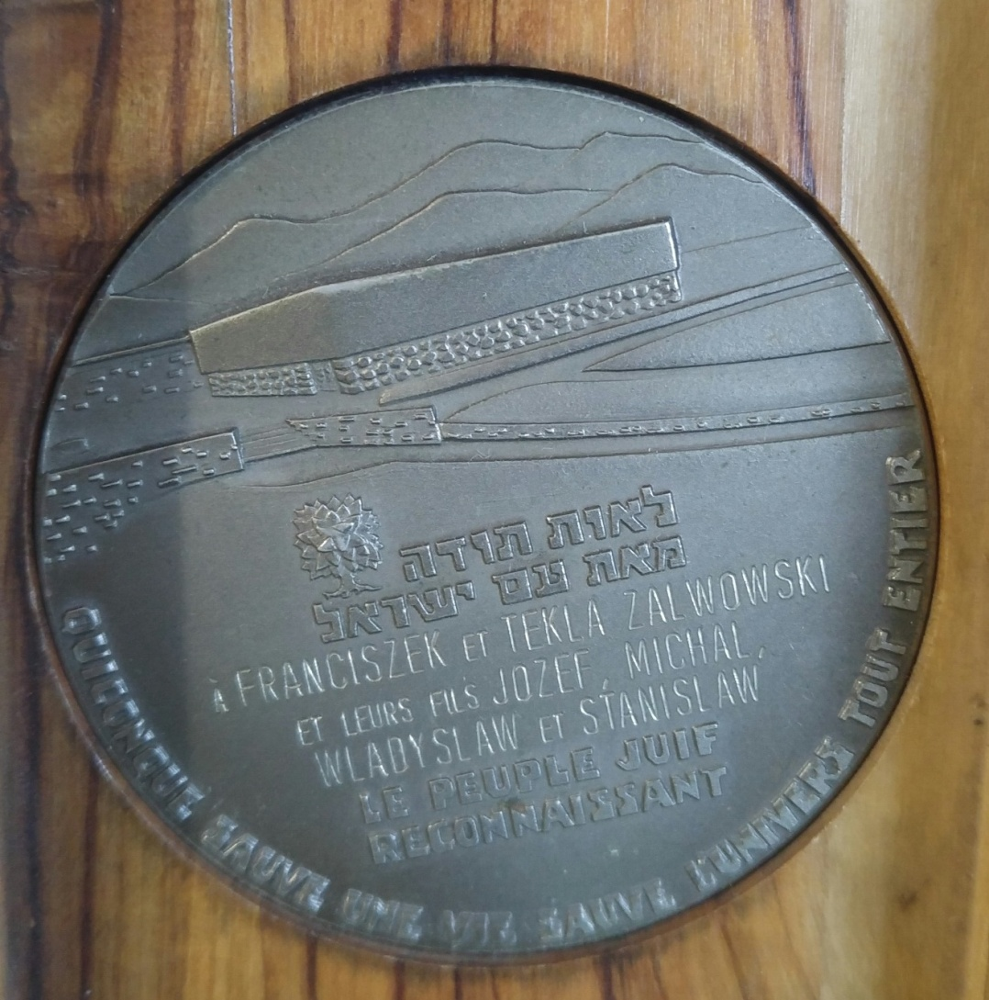 לאות תודה
מאת עם ישראל
À FRANCISZEK ET TEKLA ZALWOWSKI
ET LEURS FILS JOZEF, MICHAL,
WLADYSLAW ET STANISLAW
LE PEUPLE JUIF
RECONNAISSANT
QUICONQUE SAUVE UNE VIE SAUVE L'UNIVERS TOUT ENTIER